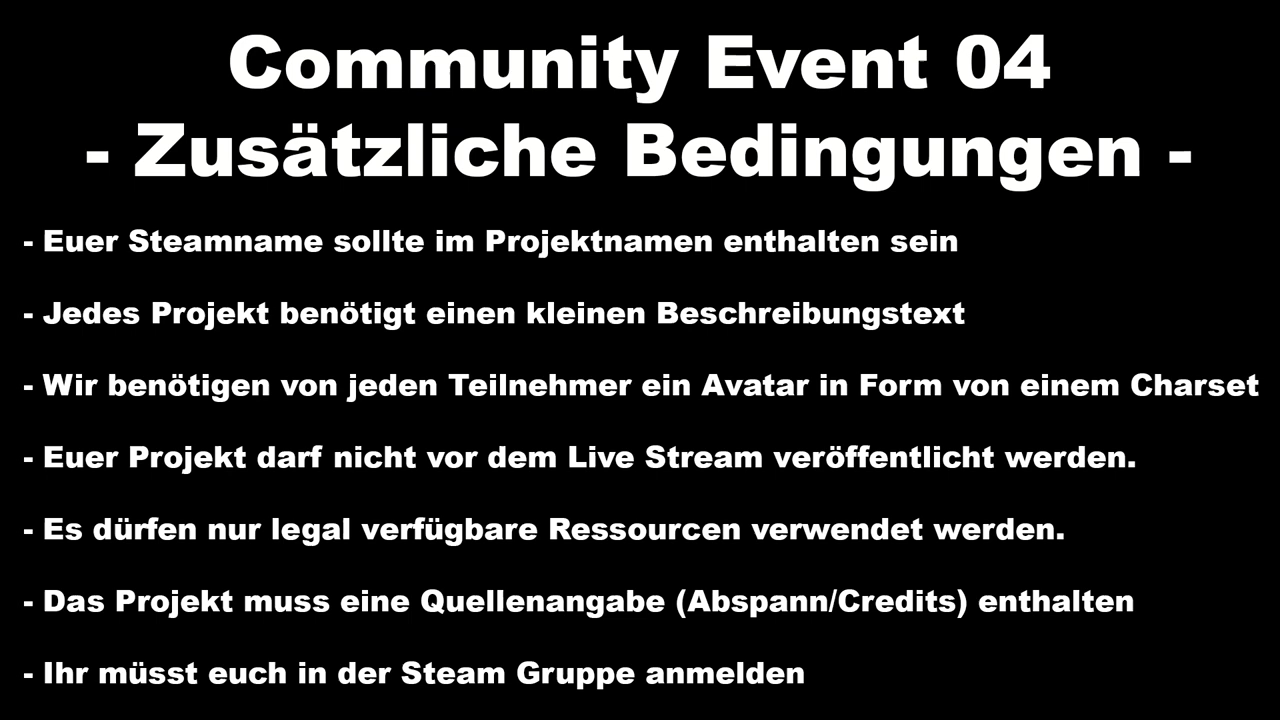 Community Event 04
- Zusätzliche Bedingungen -
- Euer Steamname sollte im Projektnamen enthalten sein
- Jedes Projekt benötigt einen kleinen Beschreibungstext
- Wir benötigen von jeden Teilnehmer ein Avatar in Form von einem Charset
- Euer Projekt darf nicht vor dem Live Stream veröffentlicht werden.
- Es dürfen nur legal verfügbare Ressourcen verwendet werden.
- Das Projekt muss eine Quellenangabe (Abspann/Credits) enthalten
- Ihr müsst euch in der Steam Gruppe anmelden